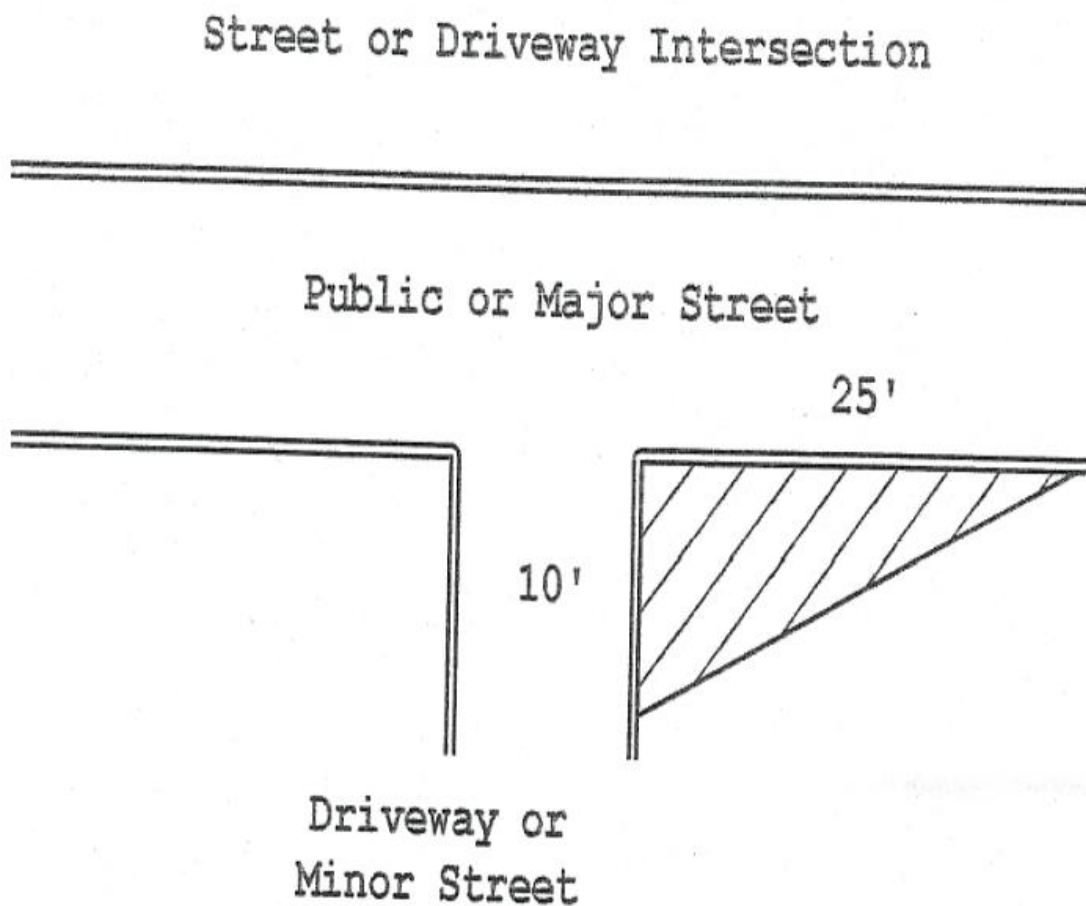 Street or Driveway Intersection
Public or Major Street
25'
10'
Driveway or
Minor Street